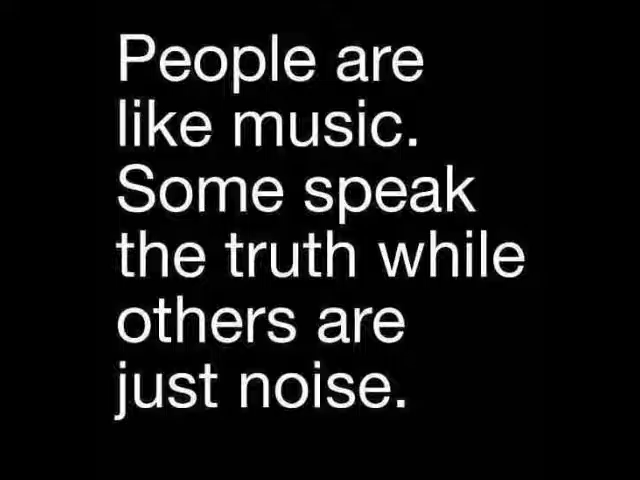 People are
like music.
Some speak
the truth while
others are
just noise.